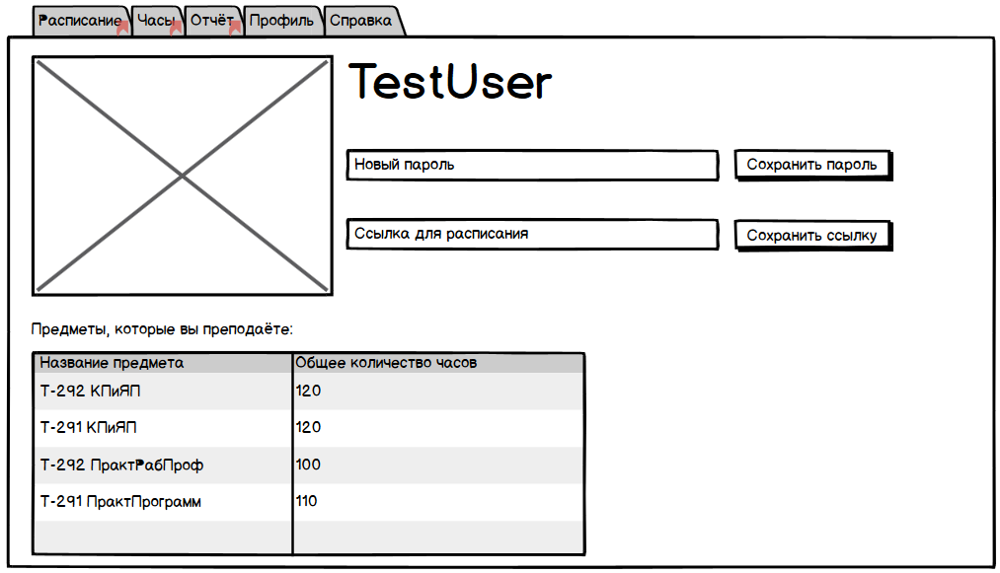 Расписание Часы Отчёт Профиль Справка
TestUser
Новый пароль Сохранить пароль
Ссылка для расписания Сохранить ссылку
Предметы, которые вы преподаёте:
Название предмета Общее количество часов
Т-292 КПиЯП 120
Т-291 КПиЯП 120
Т-292 ПрактРабПроф 100
Т-291 ПрактПрограмм 110